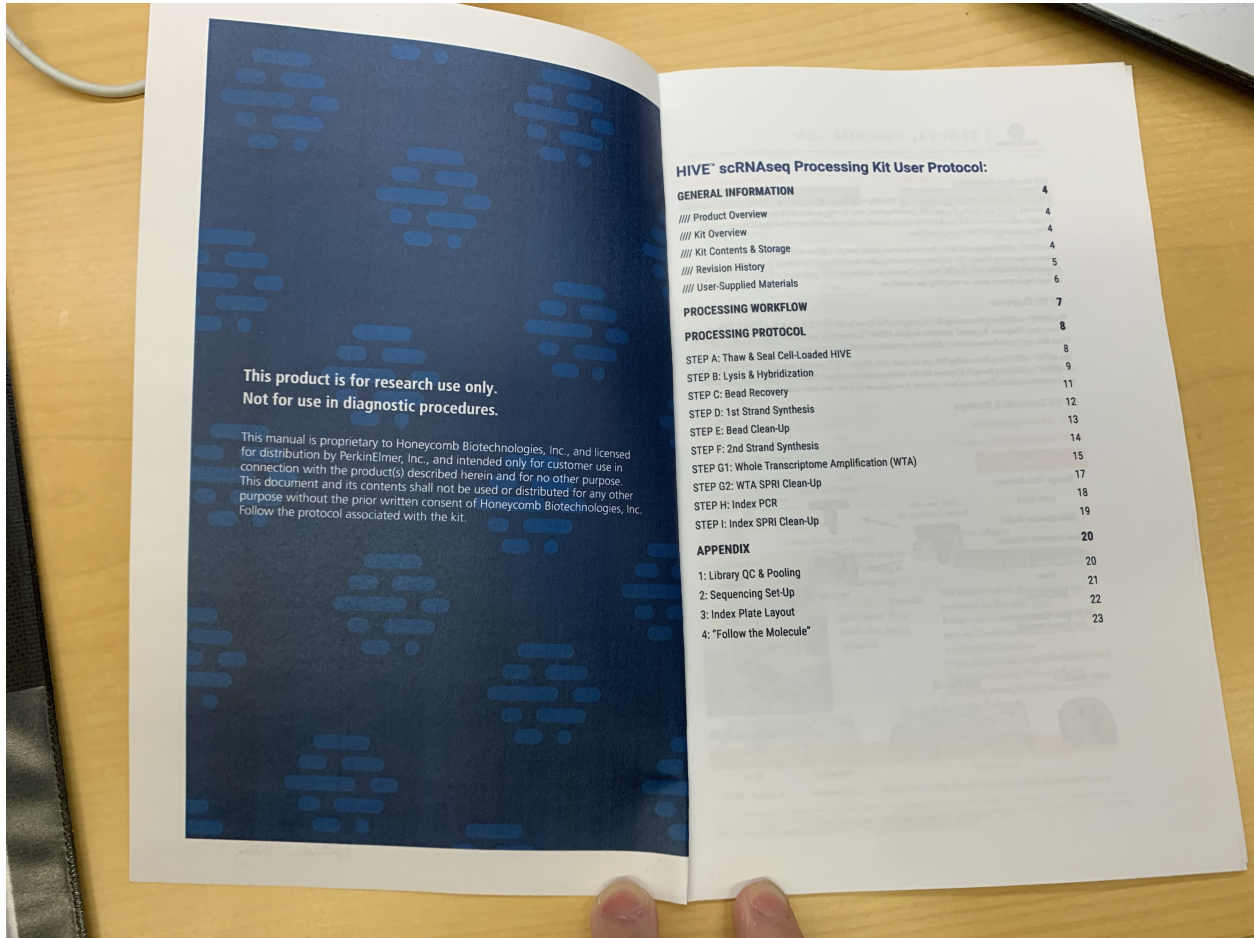 This product is for research use only.
Not for use in diagnostic procedures.
This manual is proprietary to Honeycomb Biotechnologies, Inc., and licensed
for distribution by PerkinElmer, Inc., and intended only for customer use in
connection with the product(s) described herein and for no other purpose.
This document and its contents shall not be used or distributed for any other
purpose without the prior written consent of Honeycomb Biotechnologies, Inc.
Follow the protocol associated with the kit.
HIVE™ scRNAseq Processing Kit User Protocol:
GENERAL INFORMATION 4
//// Product Overview 4
//// Kit Overview 4
//// Kit Contents & Storage 4
//// Revision History 5
//// User-Supplied Materials 6
PROCESSING WORKFLOW 7
PROCESSING PROTOCOL 8
STEP A: Thaw & Seal Cell-Loaded HIVE 8
STEP B: Lysis & Hybridization 9
STEP C: Bead Recovery 11
STEP D: 1st Strand Synthesis 12
STEP E: Bead Clean-Up 13
STEP F: 2nd Strand Synthesis 14
STEP G1: Whole Transcriptome Amplification (WTA) 15
STEP G2: WTA SPRI Clean-Up 17
STEP H: Index PCR 18
STEP I: Index SPRI Clean-Up 19
APPENDIX 20
1: Library QC & Pooling 20
2: Sequencing Set-Up 21
3: Index Plate Layout 22
4: "Follow the Molecule" 23